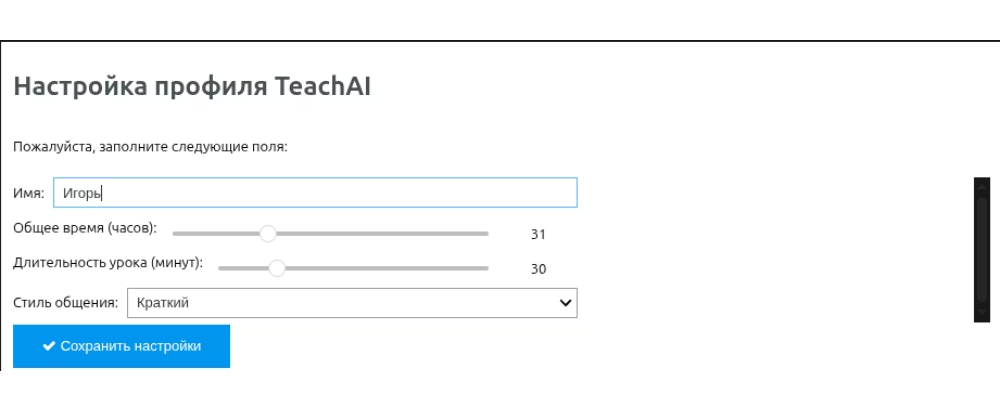 Настройка профиля TeachAI
Пожалуйста, заполните следующие поля:
Имя: Игорь
Общее время (часов): 31
Длительность урока (минут): 30
Стиль общения: Краткий
Сохранить настройки